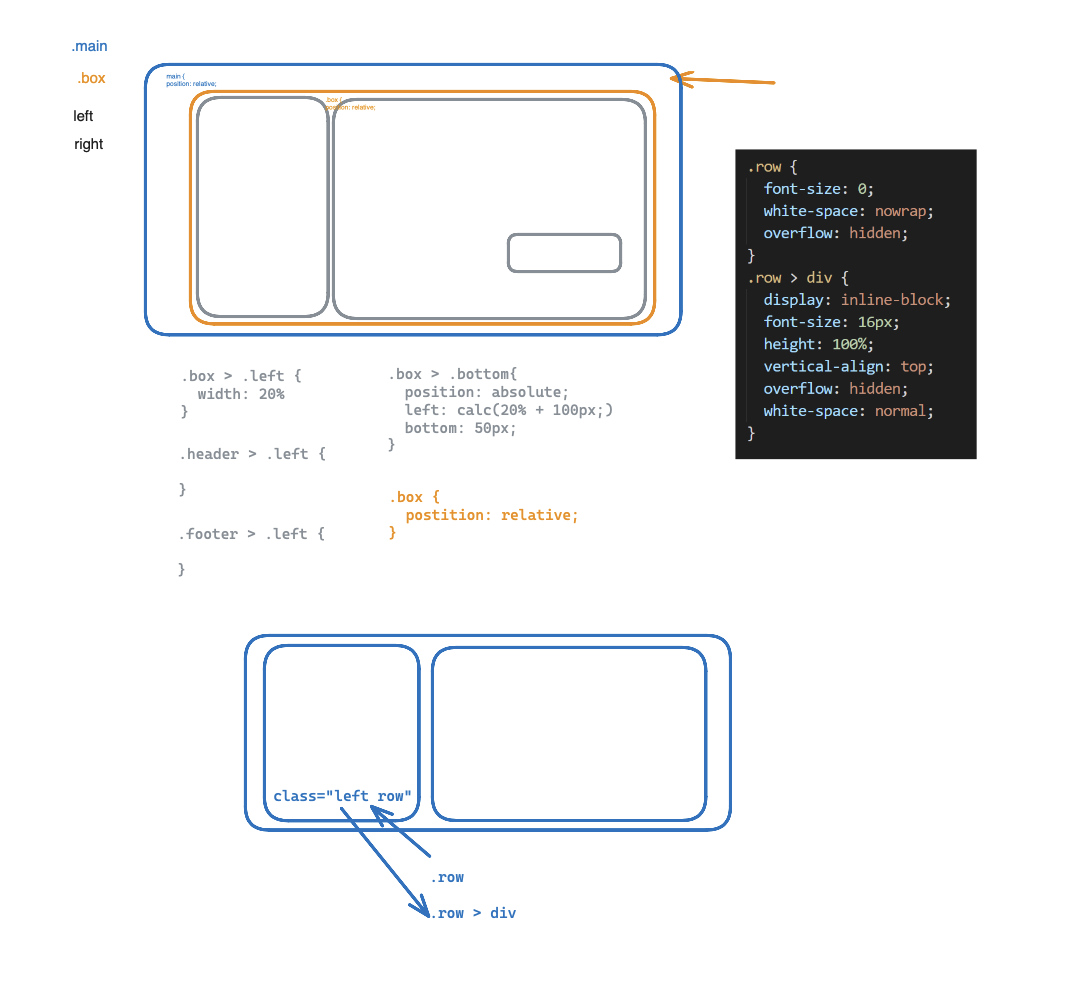 .main
.box
left
right
main {
position: relative;
.box {
position: relative;
.row {
font-size: 0;
white-space: nowrap;
overflow: hidden;
}
.row > div {
display: inline-block;
font-size: 16px;
height: 100%;
vertical-align: top;
overflow: hidden;
white-space: normal;
}
.box > .left {
width: 20%
}
.header > .left {
}
.footer > .left {
}
.box > .bottom{
position: absolute;
left: calc(20% + 100px;)
bottom: 50px;
}
.box {
postition: relative;
}
class="left row"
.row
.row > div